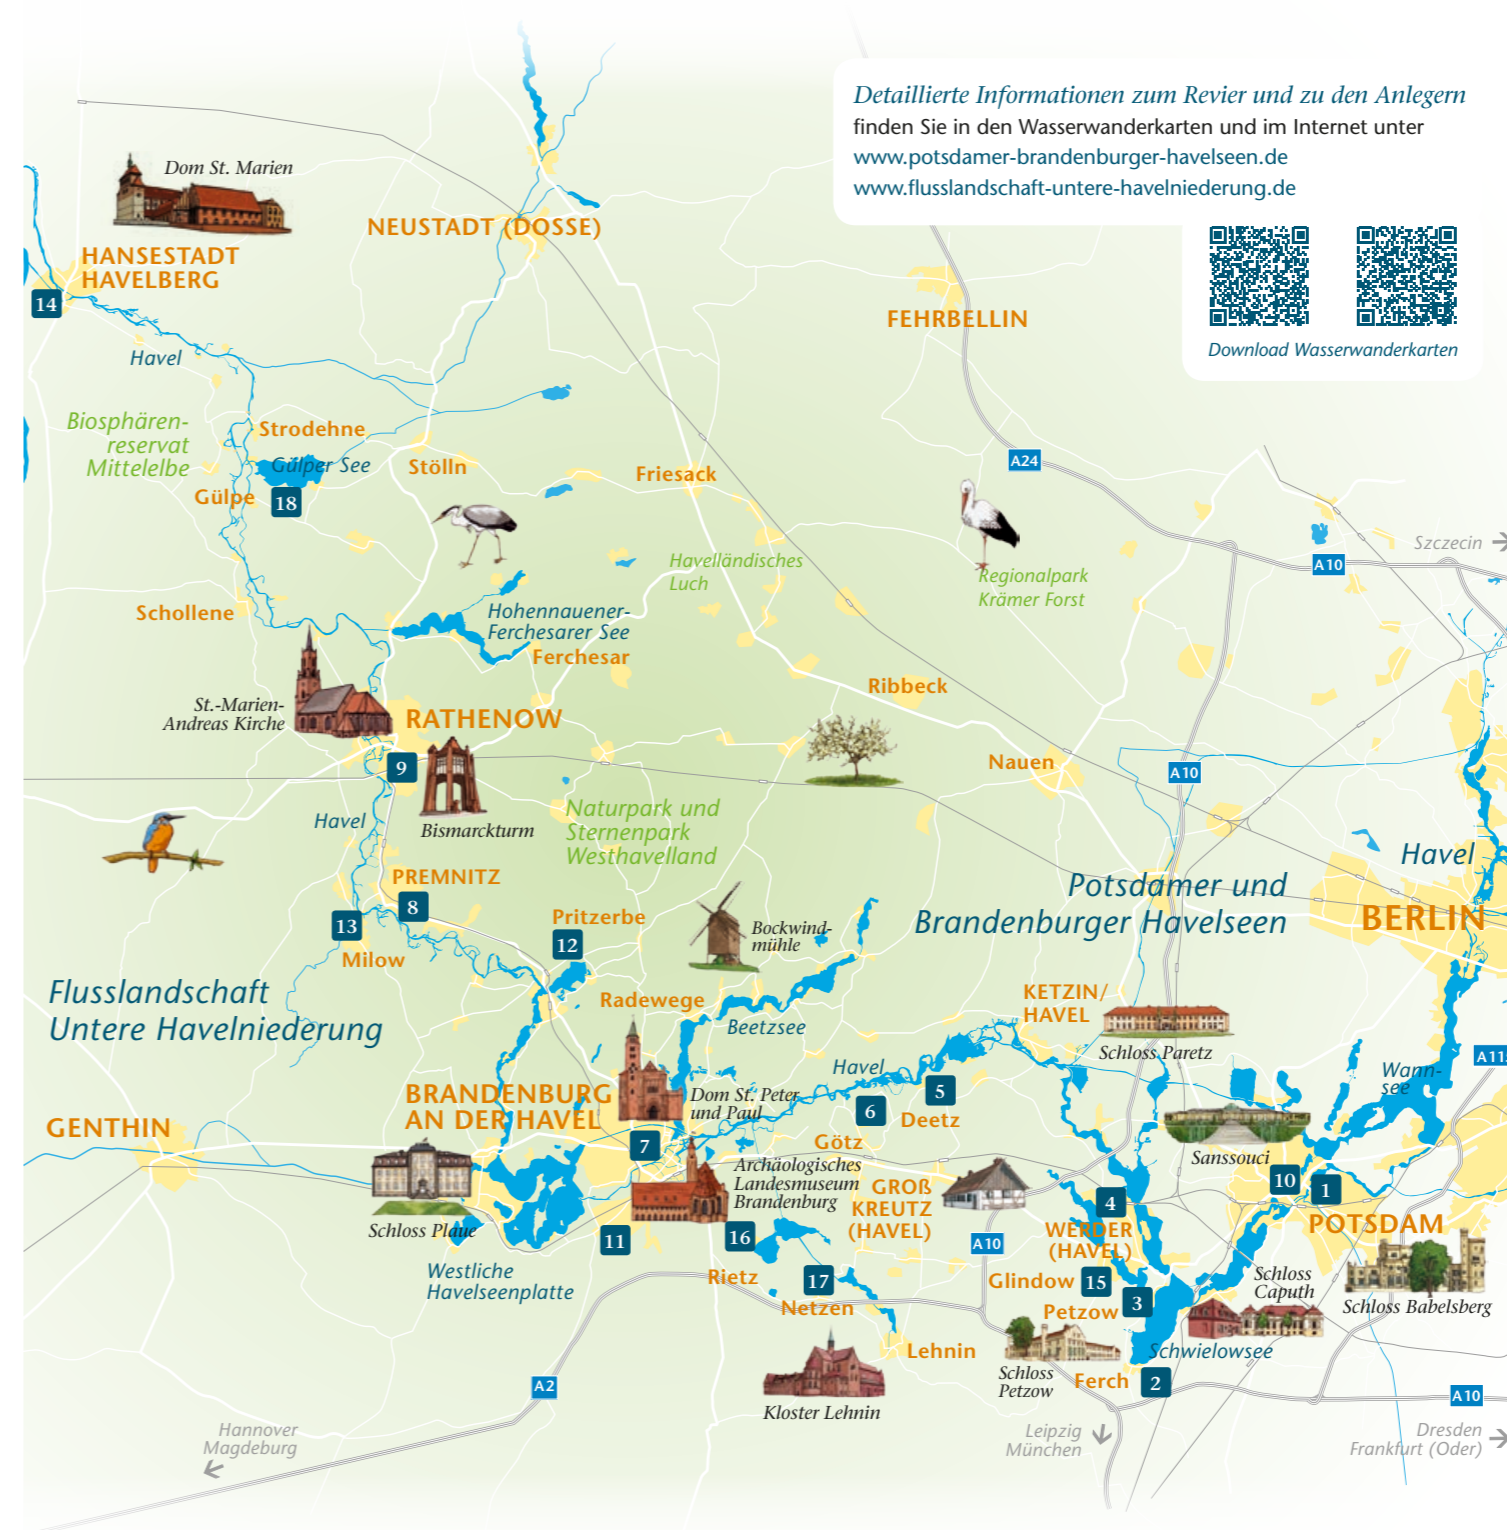 Detaillierte Informationen zum Revier und zu den Anlegern
finden Sie in den Wasserwanderkarten und im Internet unter
www.potsdamer-brandenburger-havelseen.de
www.flusslandschaft-untere-havelniederung.de
Download Wasserwanderkarten
Dom St. Marien
NEUSTADT (DOSSE)
HANSESTADT
HAVELBERG
14
FEHRBELLIN
Havel
Biosphären-
reservat
Mittelelbe
Strodehne
Gülper See
Stölln
Gülpe
18
Friesack
A24
Szczecin
A10
Havelländisches
Luch
Regionalpark
Krämer Forst
Schollene
Hohennauener-
Ferchesarer See
Ferchesar
Ribbeck
St.-Marien-
Andreas Kirche
RATHENOW
9
Nauen
A10
Bismarckturm
Havel
Naturpark und
Sternenpark
Westhavelland
Havel
PREMNITZ
8
Potsdamer und
Brandenburger Havelseen
BERLIN
13
Milow
Pritzerbe
12
Bockwind-
mühle
Flusslandschaft
Untere Havelniederung
Radewege
Beetzsee
KETZIN/
HAVEL
Schloss Paretz
Havel
A11
Wann-
see
BRANDENBURG
AN DER HAVEL
Dom St. Peter
und Paul
5
6
Deetz
GENTHIN
7
Götz
Sanssouci
Archäologisches
Landesmuseum
Brandenburg
GROß
KREUTZ
(HAVEL)
10
1
4
WERDER
(HAVEL)
POTSDAM
Schloss Plaue
11
16
A10
Westliche
Havelseenplatte
Rietz
17
Netzen
Glindow
15
Petzow
3
Schloss
Caputh
Schloss Babelsberg
Lehnin
Schwielowsee
Schloss
Petzow
Ferch
2
A2
A10
Kloster Lehnin
Hannover
Magdeburg
Leipzig
München
Dresden
Frankfurt (Oder)